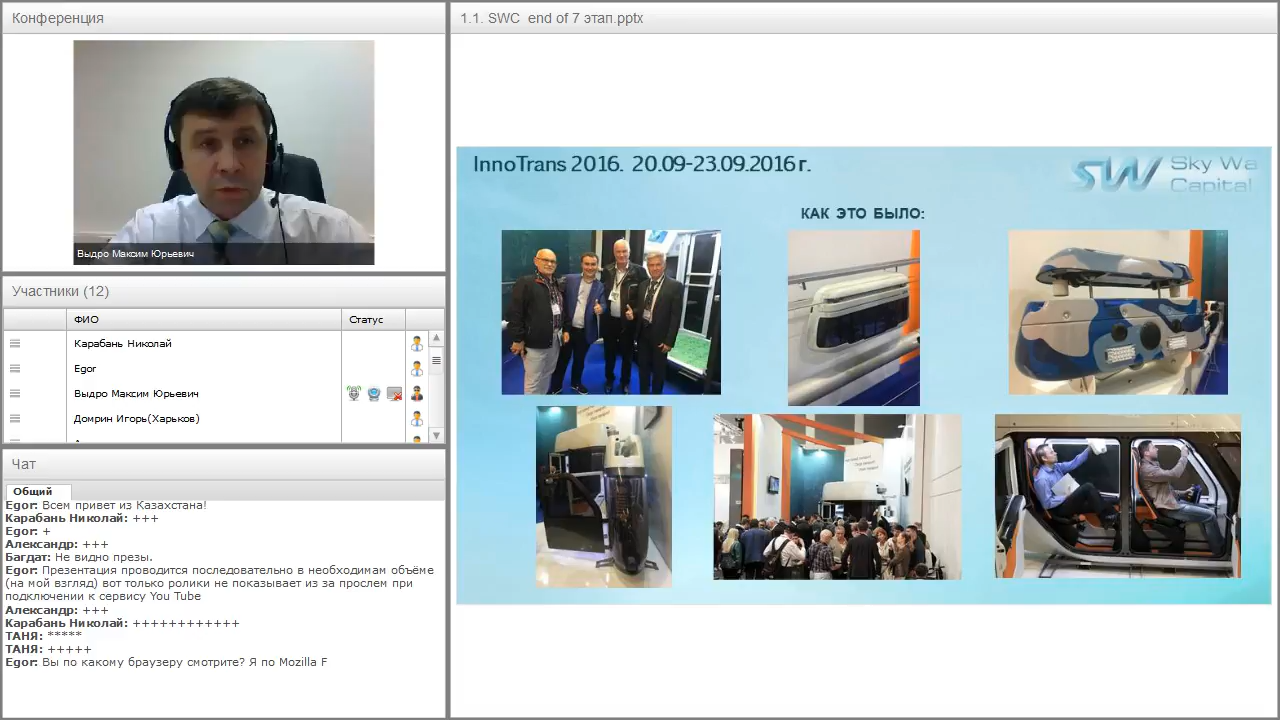 Конференция
Выдро Максим Юрьевич
Участники (12)
ФИО
Статус
Карабань Николай
Egor
Выдро Максим Юрьевич
Домрин Игорь(Харьков)
Чат
Общий
Egor: Всем привет из Казахстана!
Карабань Николай: +++
Egor: +
Александр: +++
Багдат: Не видно презы.
Egor: Презентация проводится последовательно в необходимам объёме
(на мой взгляд) вот только ролики не показывает из за прослем при
подключении к сервису You Tube
Александр: +++
Карабань Николай: ++++++++++++
ТАНЯ: *****
ТАНЯ: +++++
Egor: Вы по какому браузеру смотрите? Я по Mozilla F
1.1. SWC end of 7 этап.pptx
InnoTrans 2016. 20.09-23.09.2016 г.
SW
Sky Wa
Capital
КАК ЭТО БЫЛО: